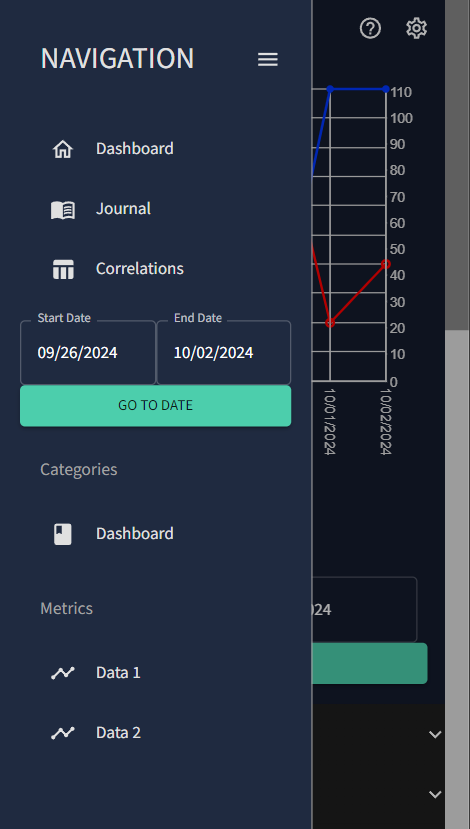 NAVIGATION
Dashboard
Journal
Correlations
Start Date
End Date
09/26/2024
10/02/2024
GO TO DATE
Categories
Dashboard
Metrics
Data 1
Data 2
110
100
90
80
70
60
50
40
30
20
10
0
10/01/2024
10/02/2024
024